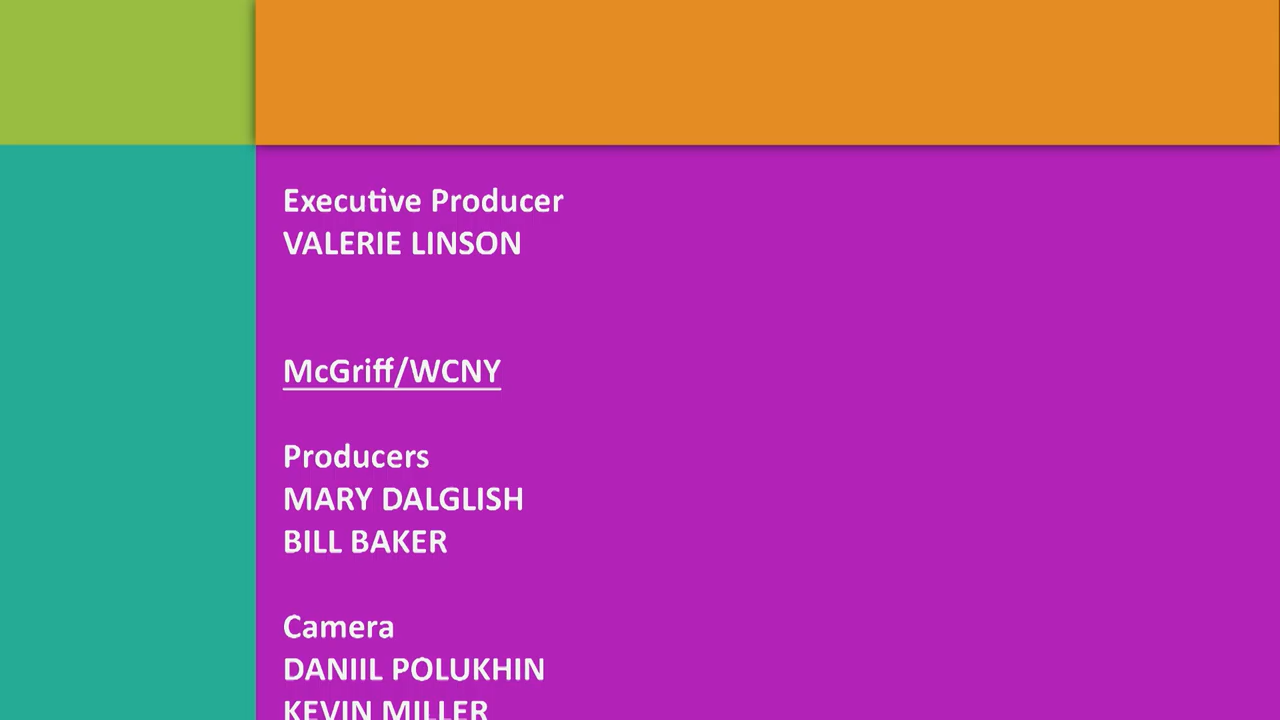 Executive Producer
VALERIE LINSON
McGriff/WCNY
Producers
MARY DALGLISH
BILL BAKER
Camera
DANIIL POLUKHIN
KEVIN MILLER